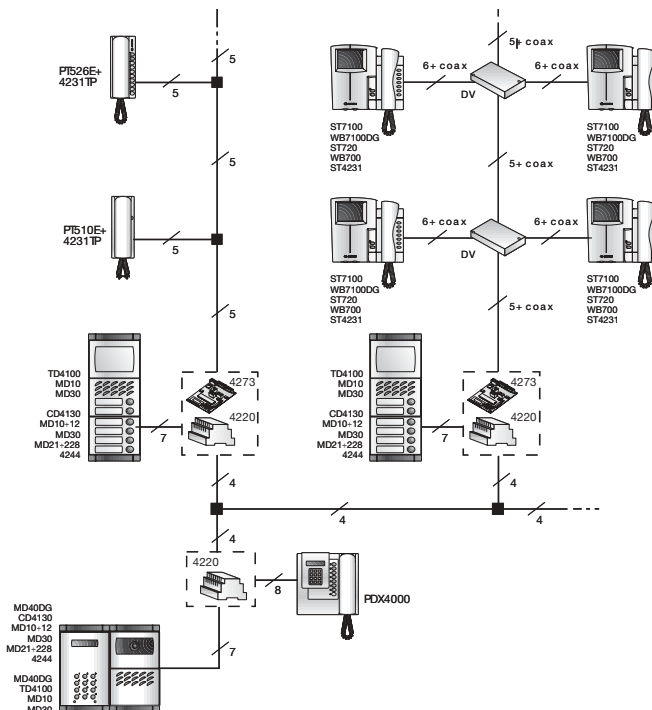 5
5+ coax
PT526E+
4231TP
5
6+ coax
6+ coax
DV
ST7100
WB7100DG
ST720
WB700
ST4231
ST7100
WB7100DG
ST720
WB700
ST4231
5
5+ coax
PT510E+
4231TP
5
6+ coax
6+ coax
DV
ST7100
WB7100DG
ST720
WB700
ST4231
ST7100
WB7100DG
ST720
WB700
ST4231
5
5+ coax
TD4100
MD10
MD30
CD4130
MD10÷12
MD30
MD21÷228
4244
7
4273
4220
TD4100
MD10
MD30
CD4130
MD10÷12
MD30
MD21÷228
4244
7
4273
4220
4
4
4
4
4
4220
8
PDX4000
7
MD40DG
CD4130
MD10÷12
MD30
MD21÷228
4244
MD40DG
TD4100
MD10
MD30